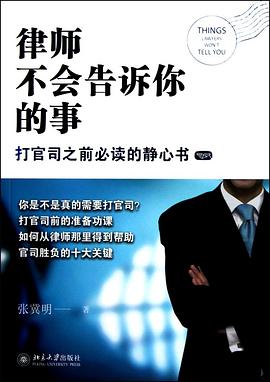 律师
不会告诉你
的事
THINGS
LAWYERS
WON'T
TELL YOU
打官司之前必读的静心书
你是不是真的需要打官司？
打官司前的准备功课
如何从律师那里得到帮助
官司胜负的十大关键
张冀明 著
北京大学出版社